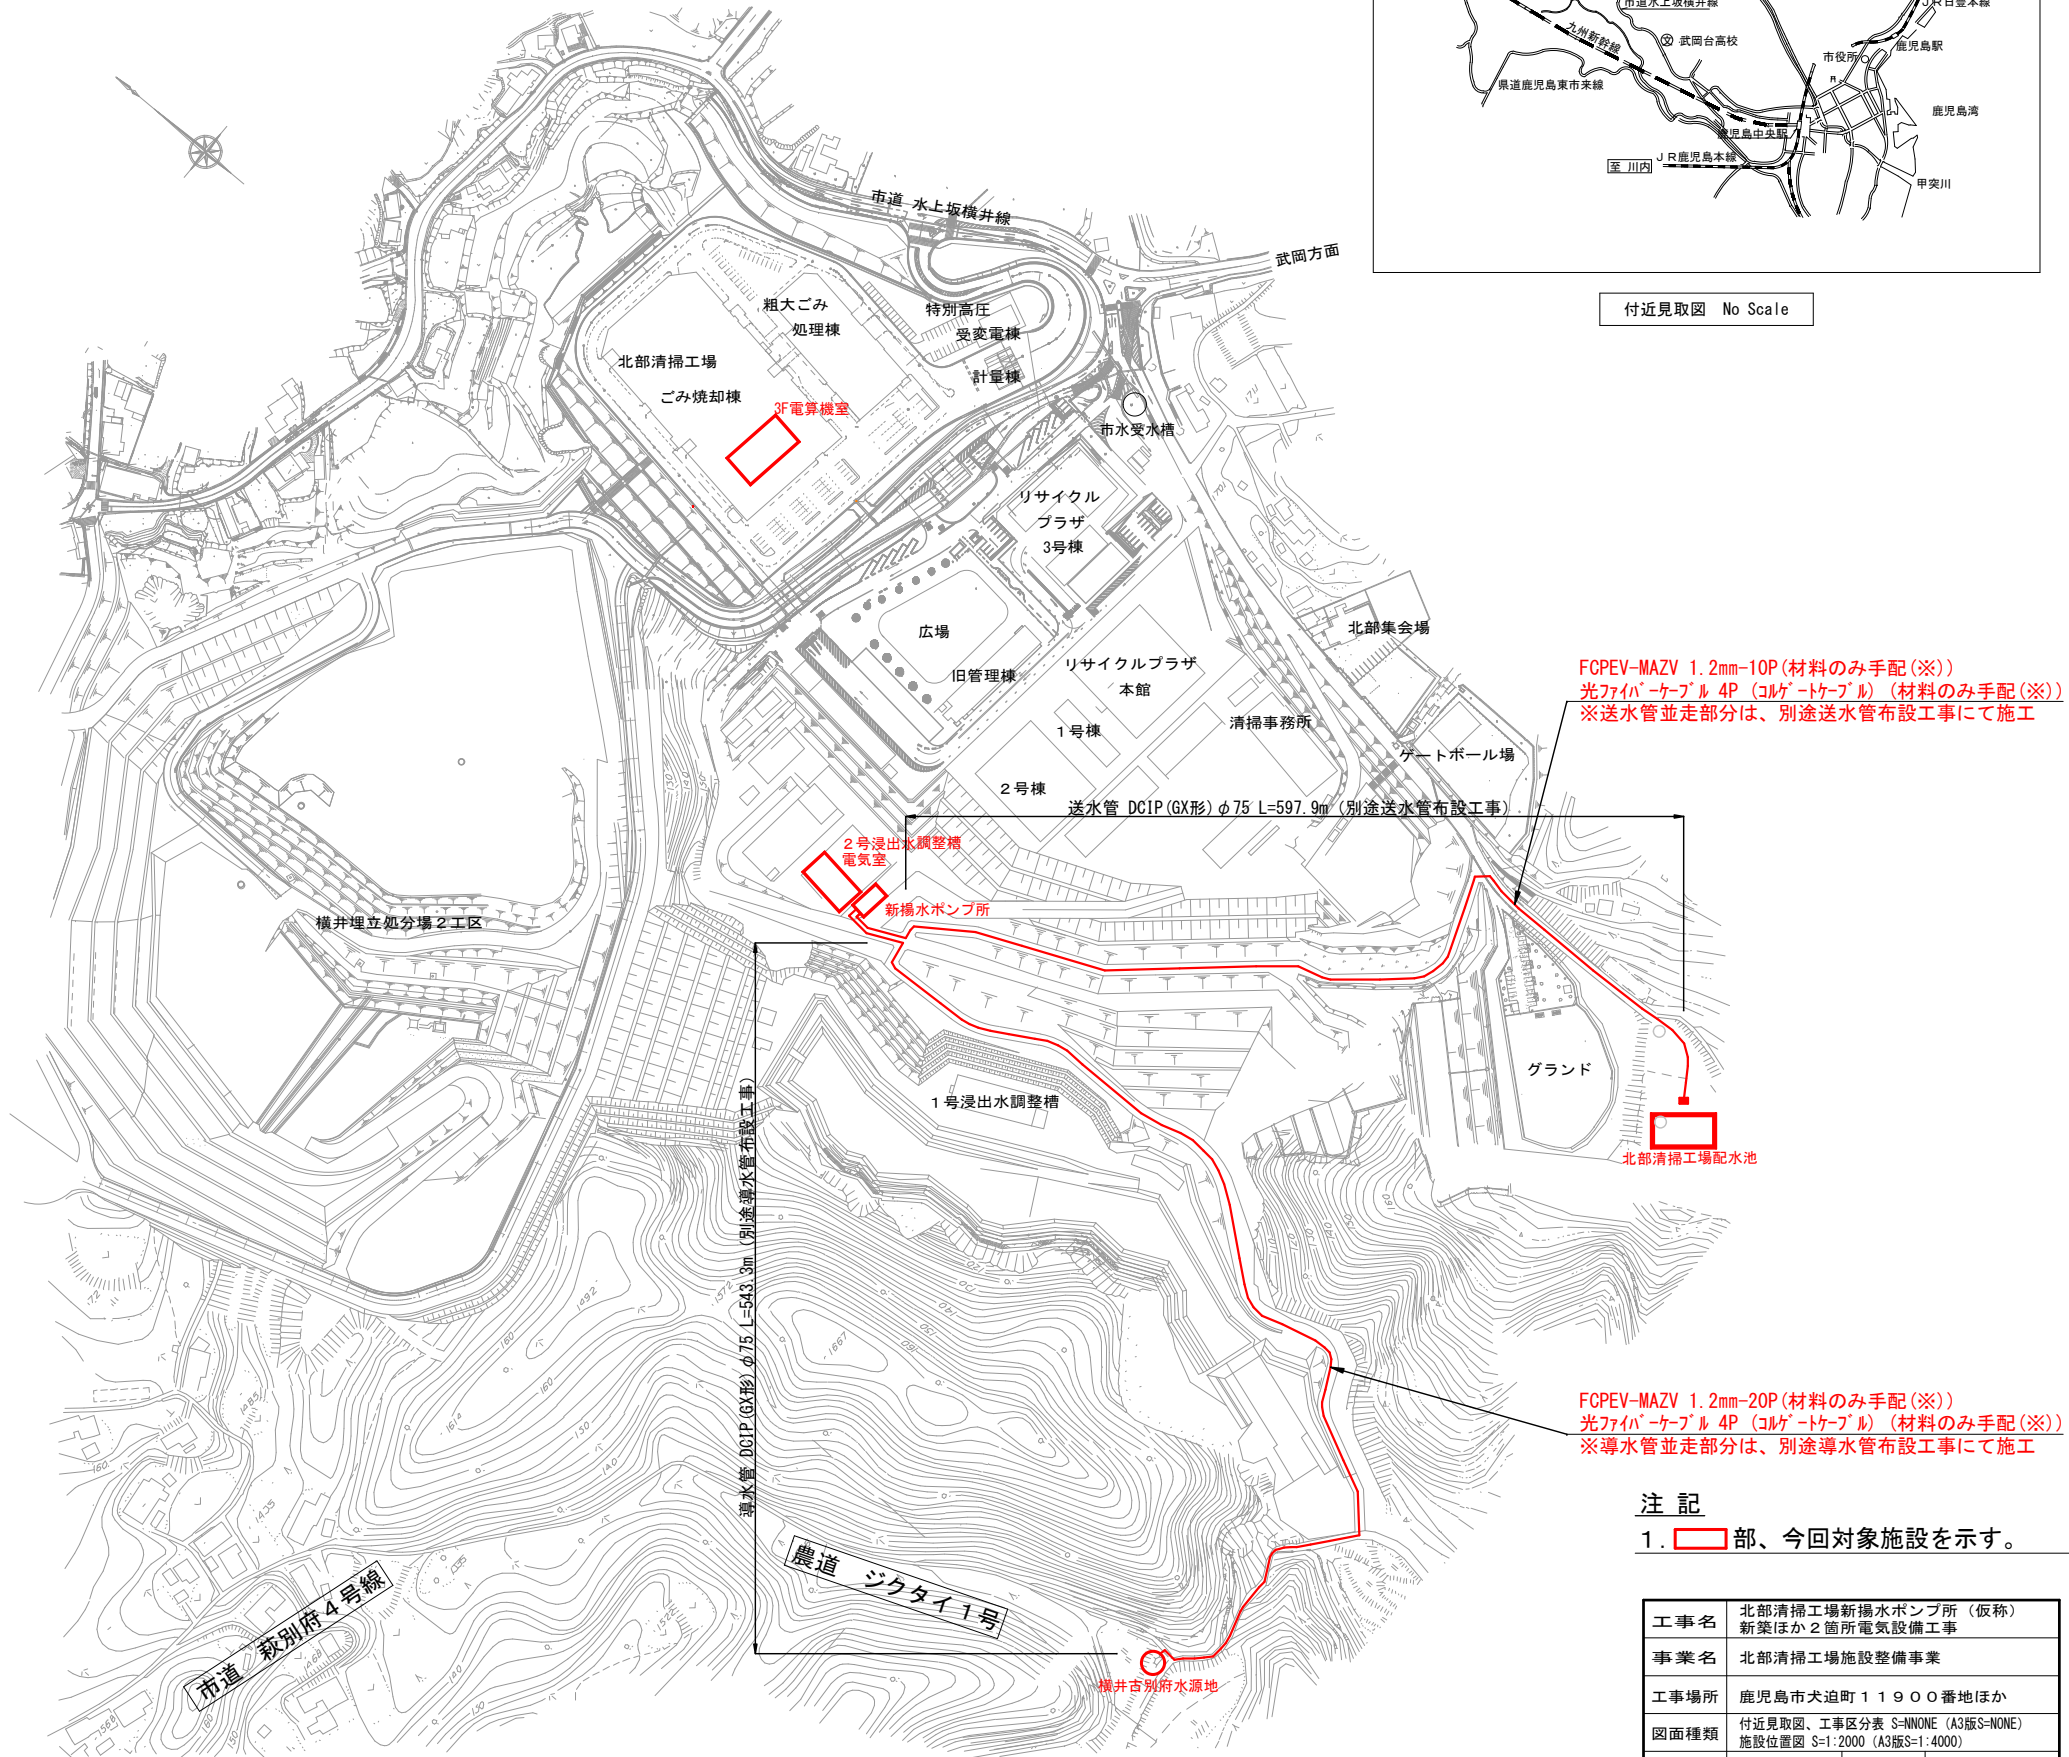 市道水上坂横井線
JR日豊本線
九州新幹線
武岡台高校
鹿児島駅
市役所
県道鹿児島東市来線
鹿児島湾
鹿児島中央駅
JR鹿児島本線
至 川内
甲突川
付近見取図 No Scale
市道 水上坂横井線
武岡方面
粗大ごみ
処理棟
特別高圧
受変電棟
北部清掃工場
ごみ焼却棟
計量棟
3F電算機室
市水受水槽
リサイクル
プラザ
3号棟
広場
旧管理棟
リサイクルプラザ
本館
北部集会場
1号棟
清掃事務所
2号棟
ゲートボール場
FCPEV-MAZV 1.2mm-10P(材料のみ手配(※))
光ファイバーケーブル 4P (コルゲートケーブル) (材料のみ手配(※))
※送水管並走部分は、別途送水管布設工事にて施工
送水管 DCIP(GX形)φ75 L=597.9m (別途送水管布設工事)
2号浸出水調整槽
電気室
新揚水ポンプ所
横井埋立処分場2工区
1号浸出水調整槽
グランド
北部清掃工場配水池
導水管 DCIP(GX形)φ75 L=543.3m (別途導水管布設工事)
FCPEV-MAZV 1.2mm-20P(材料のみ手配(※))
光ファイバーケーブル 4P (コルゲートケーブル) (材料のみ手配(※))
※導水管並走部分は、別途導水管布設工事にて施工
農道 ジクタイ1号
市道 萩別府4号線
横井古別府水源地
注 記
1. 部、今回対象施設を示す。
工事名 北部清掃工場新揚水ポンプ所(仮称)
新築ほか2箇所電気設備工事
事業名 北部清掃工場施設整備事業
工事場所 鹿児島市犬迫町11900番地ほか
図面種類 付近見取図、工事区分表 S=NNONE (A3版S=NONE)
施設位置図 S=1:2000 (A3版S=1:4000)